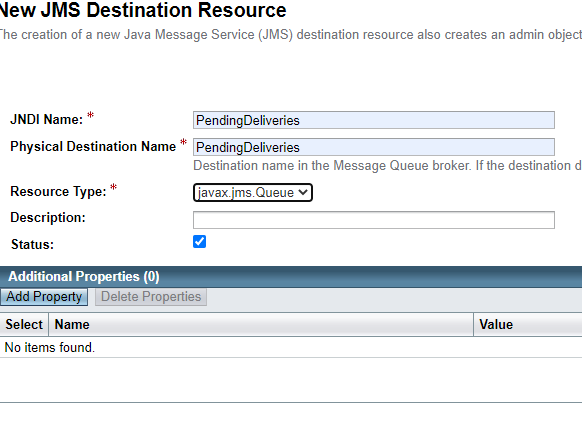 New JMS Destination Resource
The creation of a new Java Message Service (JMS) destination resource also creates an admin object
JNDI Name: *
PendingDeliveries
Physical Destination Name *
PendingDeliveries
Destination name in the Message Queue broker. If the destination d
Resource Type: *
javax.jms.Queue
Description:
Status:
Additional Properties (0)
Add Property Delete Properties
Select Name Value
No items found.